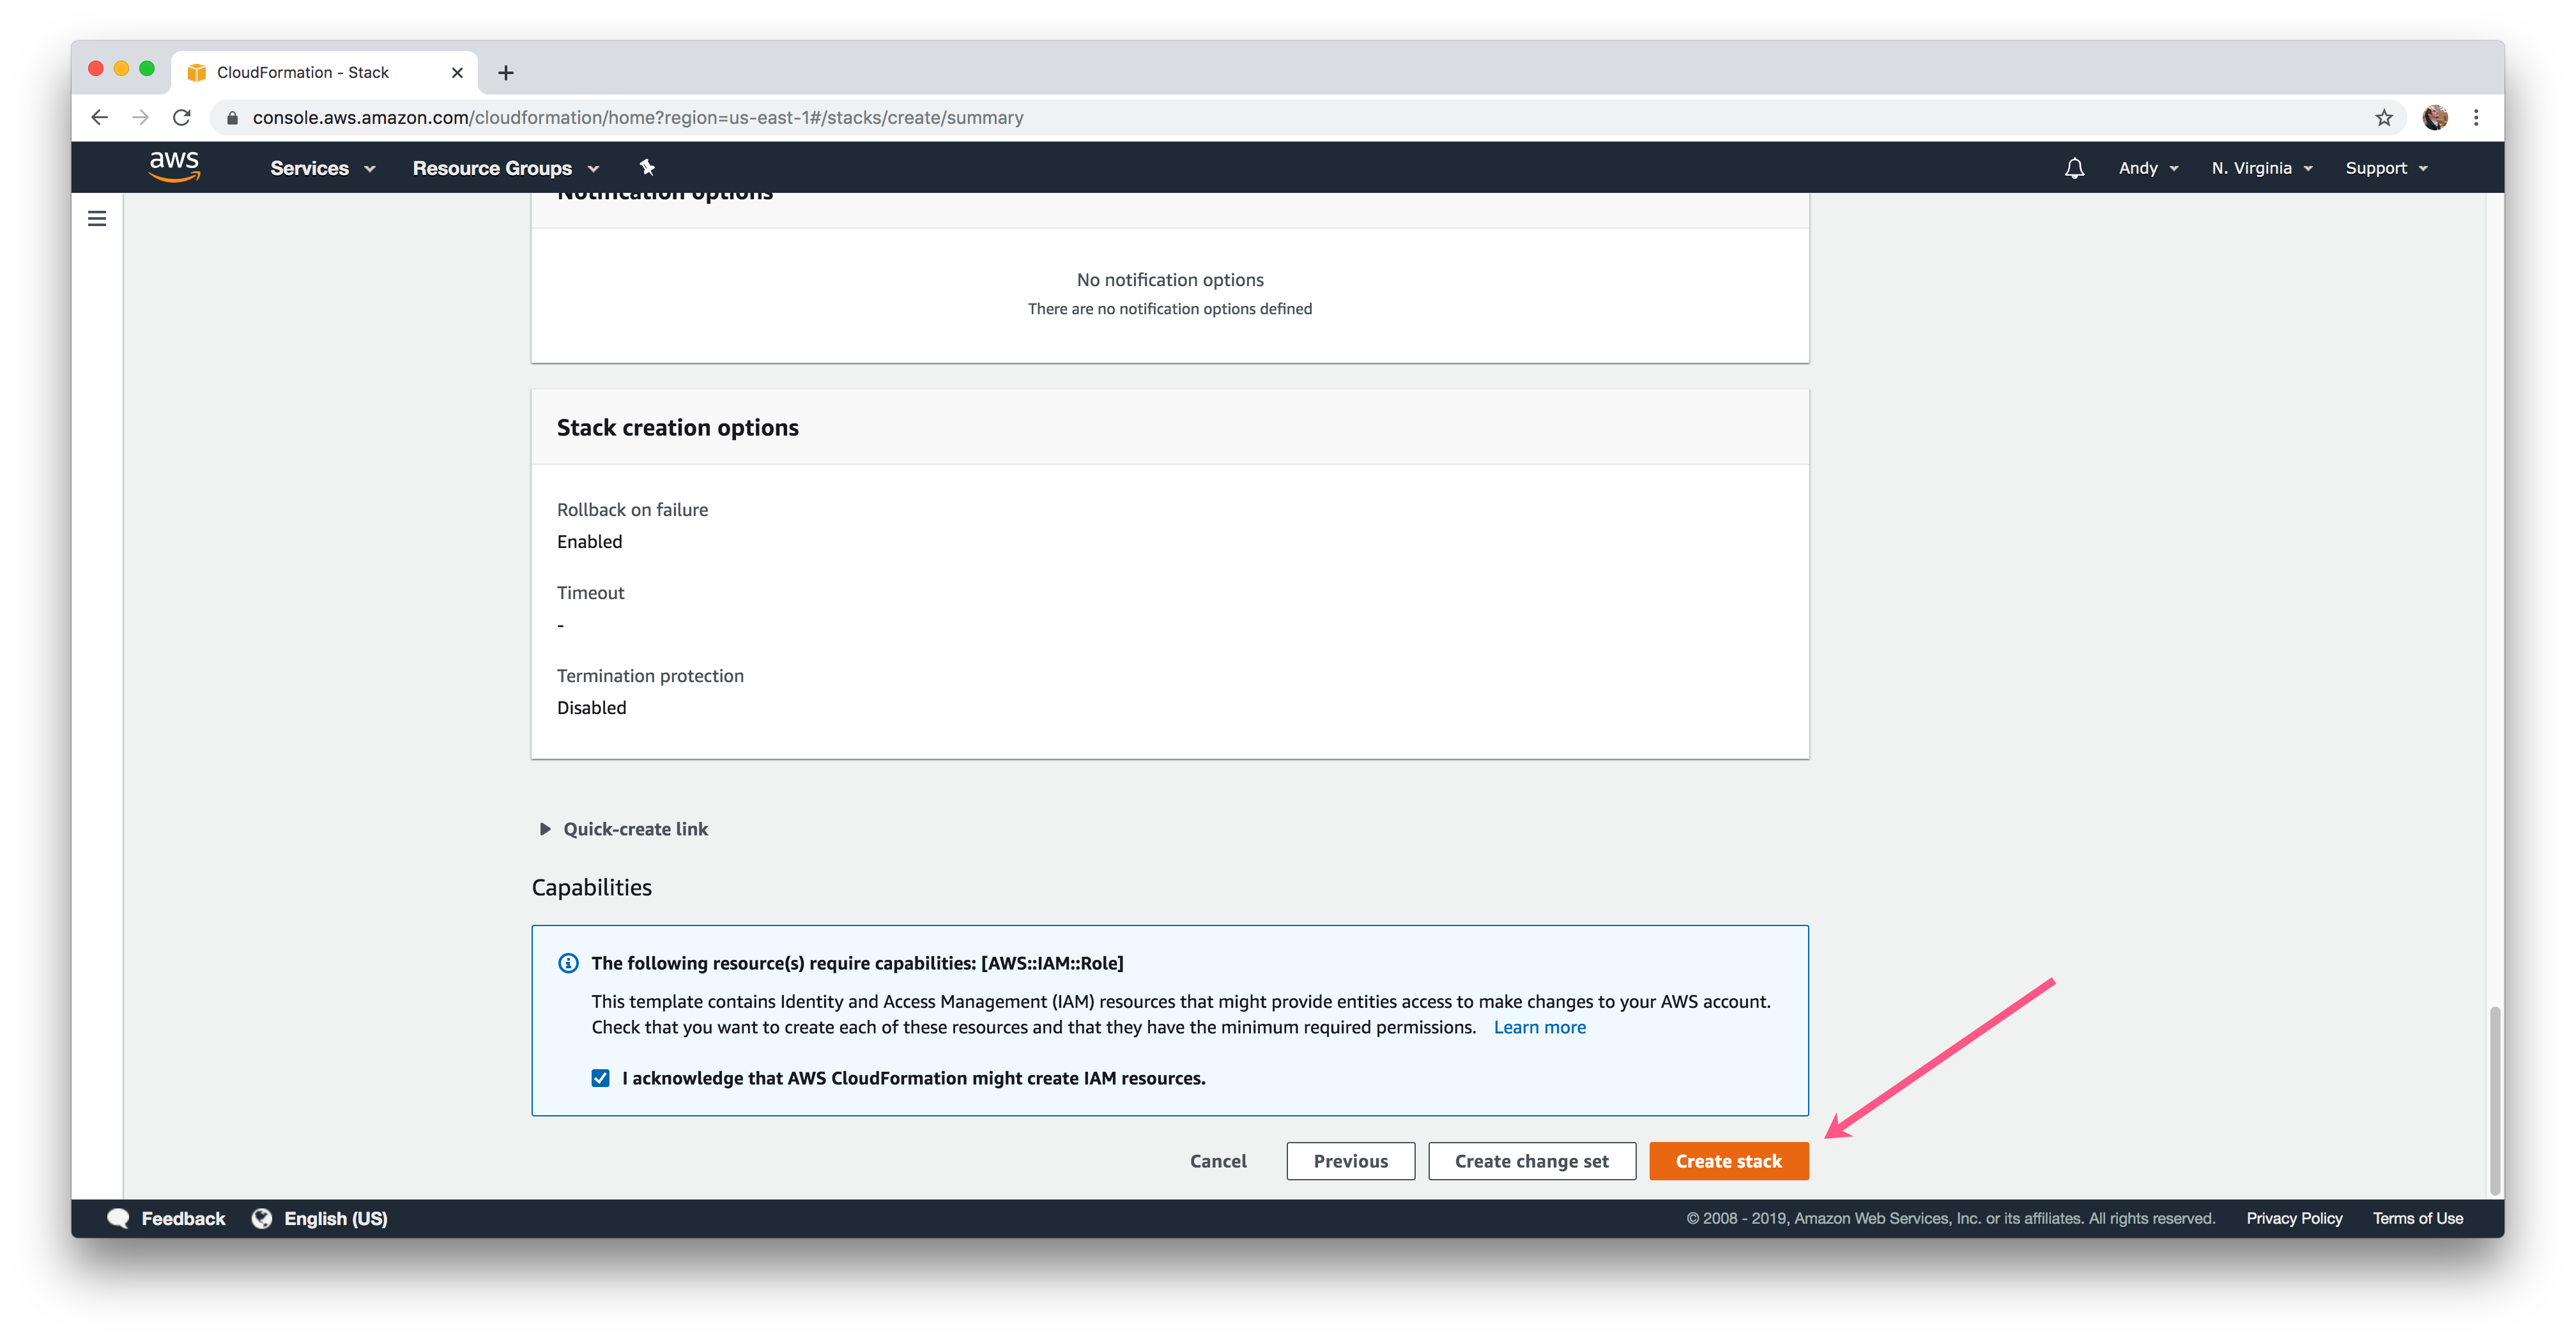 CloudFormation - Stack
console.aws.amazon.com/cloudformation/home?region=us-east-1#/stacks/create/summary
aws
Services
Resource Groups
Andy
N. Virginia
Support
Notification options
No notification options
There are no notification options defined
Stack creation options
Rollback on failure
Enabled
Timeout
-
Termination protection
Disabled
Quick-create link
Capabilities
The following resource(s) require capabilities: [AWS::IAM::Role]
This template contains Identity and Access Management (IAM) resources that might provide entities access to make changes to your AWS account.
Check that you want to create each of these resources and that they have the minimum required permissions. Learn more
I acknowledge that AWS CloudFormation might create IAM resources.
Cancel
Previous
Create change set
Create stack
Feedback
English (US)
© 2008 - 2019, Amazon Web Services, Inc. or its affiliates. All rights reserved.
Privacy Policy
Terms of Use